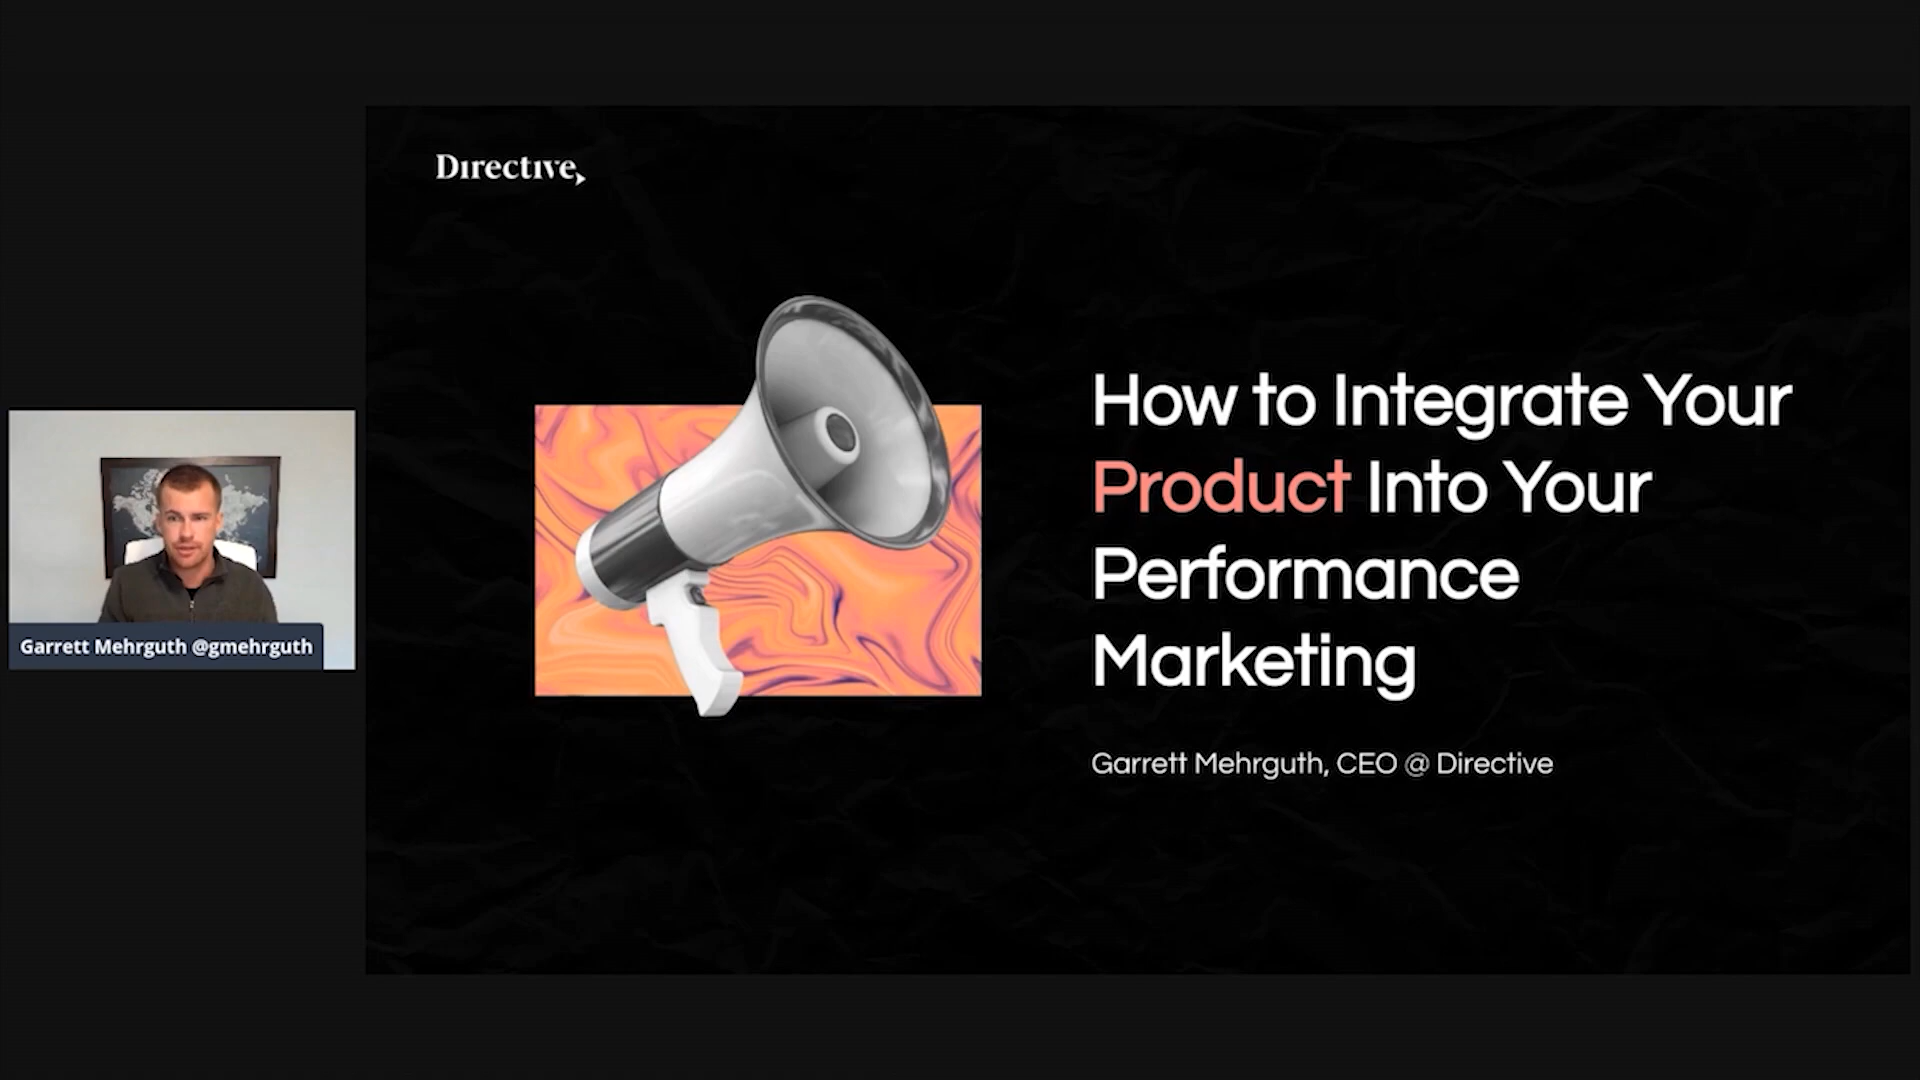 Directive
How to Integrate Your
Product Into Your
Performance
Marketing
Garrett Mehrguth, CEO @ Directive
Garrett Mehrguth @gmehrguth